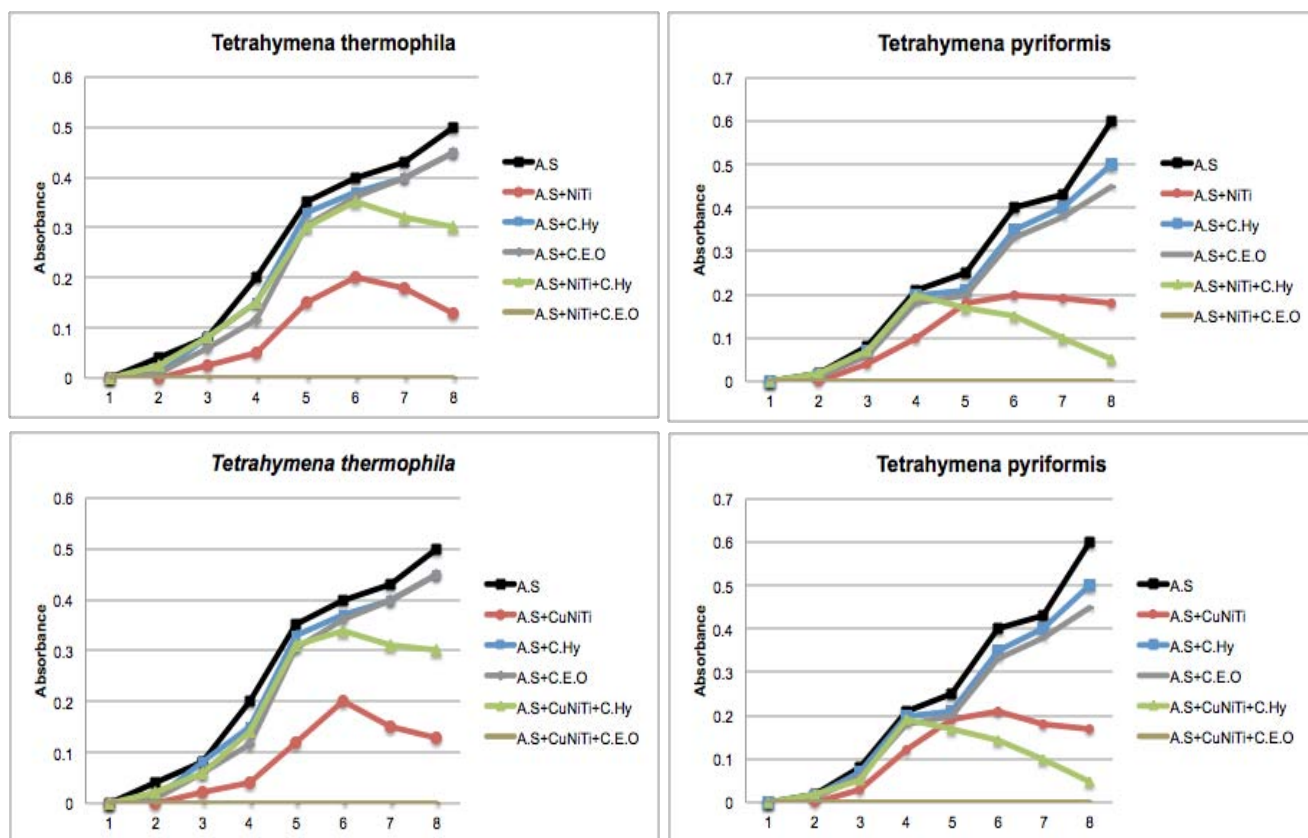 Tetrahymena thermophila
0.6
0.5
0.4
0.3
0.2
0.1
0
Absorbance
1 2 3 4 5 6 7 8
A.S
A.S+NiTi
A.S+C.Hy
A.S+C.E.O
A.S+NiTi+C.Hy
A.S+NiTi+C.E.O
Tetrahymena pyriformis
0.7
0.6
0.5
0.4
0.3
0.2
0.1
0
Absorbance
1 2 3 4 5 6 7 8
A.S
A.S+NiTi
A.S+C.Hy
A.S+C.E.O
A.S+NiTi+C.Hy
A.S+NiTi+C.E.O
Tetrahymena thermophila
0.6
0.5
0.4
0.3
0.2
0.1
0
Absorbance
1 2 3 4 5 6 7 8
A.S
A.S+CuNiTi
A.S+C.Hy
A.S+C.E.O
A.S+CuNiTi+C.Hy
A.S+CuNiTi+C.E.O
Tetrahymena pyriformis
0.7
0.6
0.5
0.4
0.3
0.2
0.1
0
Absorbance
1 2 3 4 5 6 7 8
A.S
A.S+CuNiTi
A.S+C.Hy
A.S+C.E.O
A.S+CuNiTi+C.Hy
A.S+CuNiTi+C.E.O